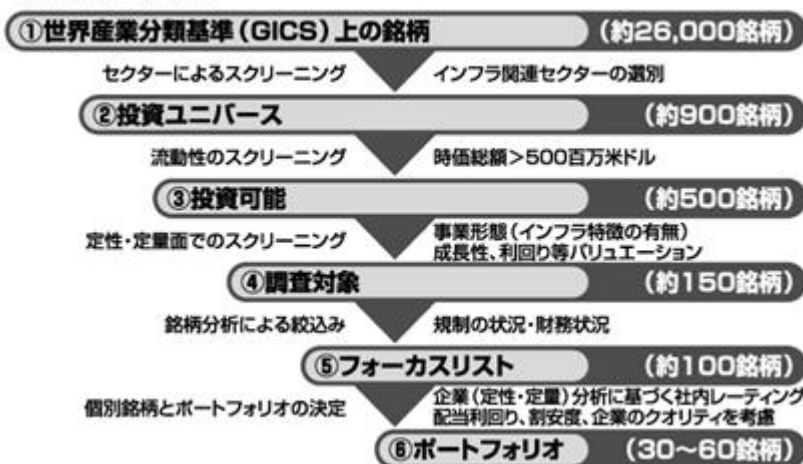 ①世界産業分類基準(GICS)上の銘柄 (約26,000銘柄)
セクターによるスクリーニング インフラ関連セクターの選別
②投資ユニバース (約900銘柄)
流動性のスクリーニング 時価総額>500百万米ドル
③投資可能 (約500銘柄)
定性・定量面でのスクリーニング 事業形態(インフラ特徴の有無)
成長性、利回り等バリュエーション
④調査対象 (約150銘柄)
銘柄分析による絞込み 規制の状況・財務状況
⑤フォーカスリスト (約100銘柄)
個別銘柄とポートフォリオの決定 企業(定性・定量)分析に基づく社内レーティング
配当利回り、割安度、企業のクオリティを考慮
⑥ポートフォリオ (30~60銘柄)